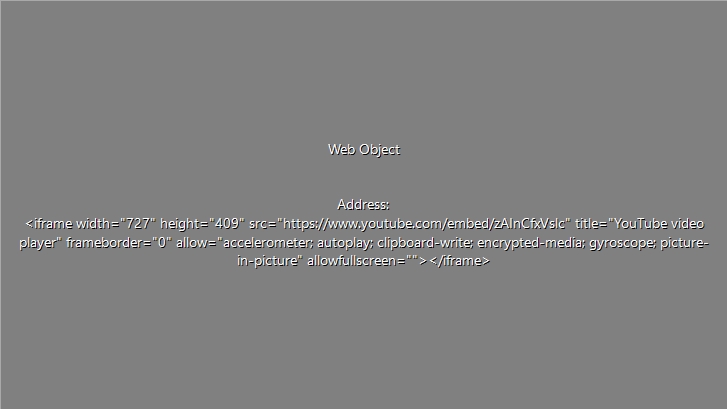 Web Object
Address:
<iframe width="727" height="409" src="https://www.youtube.com/embed/zAInCfxVslc" title="YouTube video
player" frameborder="0" allow="accelerometer; autoplay; clipboard-write; encrypted-media; gyroscope; picture-
in-picture" allowfullscreen=""></iframe>